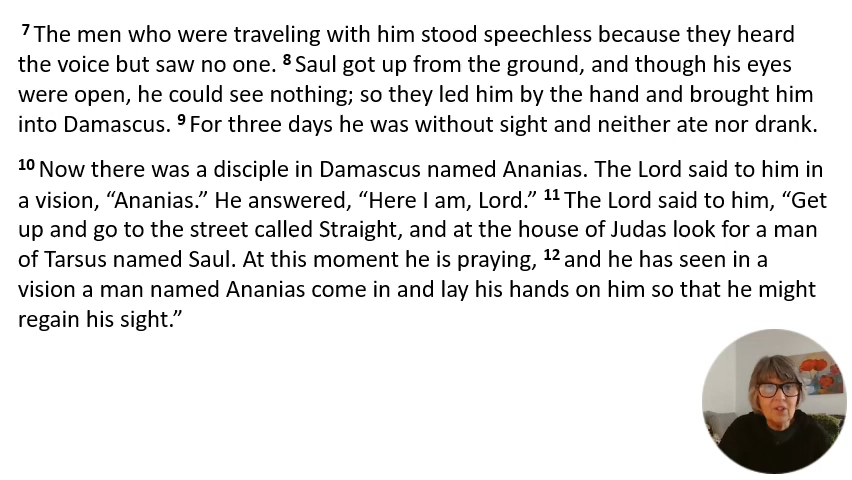 7 The men who were traveling with him stood speechless because they heard
the voice but saw no one. 8 Saul got up from the ground, and though his eyes
were open, he could see nothing; so they led him by the hand and brought him
into Damascus. 9 For three days he was without sight and neither ate nor drank.
10 Now there was a disciple in Damascus named Ananias. The Lord said to him in
a vision, “Ananias.” He answered, “Here I am, Lord.” 11 The Lord said to him, “Get
up and go to the street called Straight, and at the house of Judas look for a man
of Tarsus named Saul. At this moment he is praying, 12 and he has seen in a
vision a man named Ananias come in and lay his hands on him so that he might
regain his sight.”